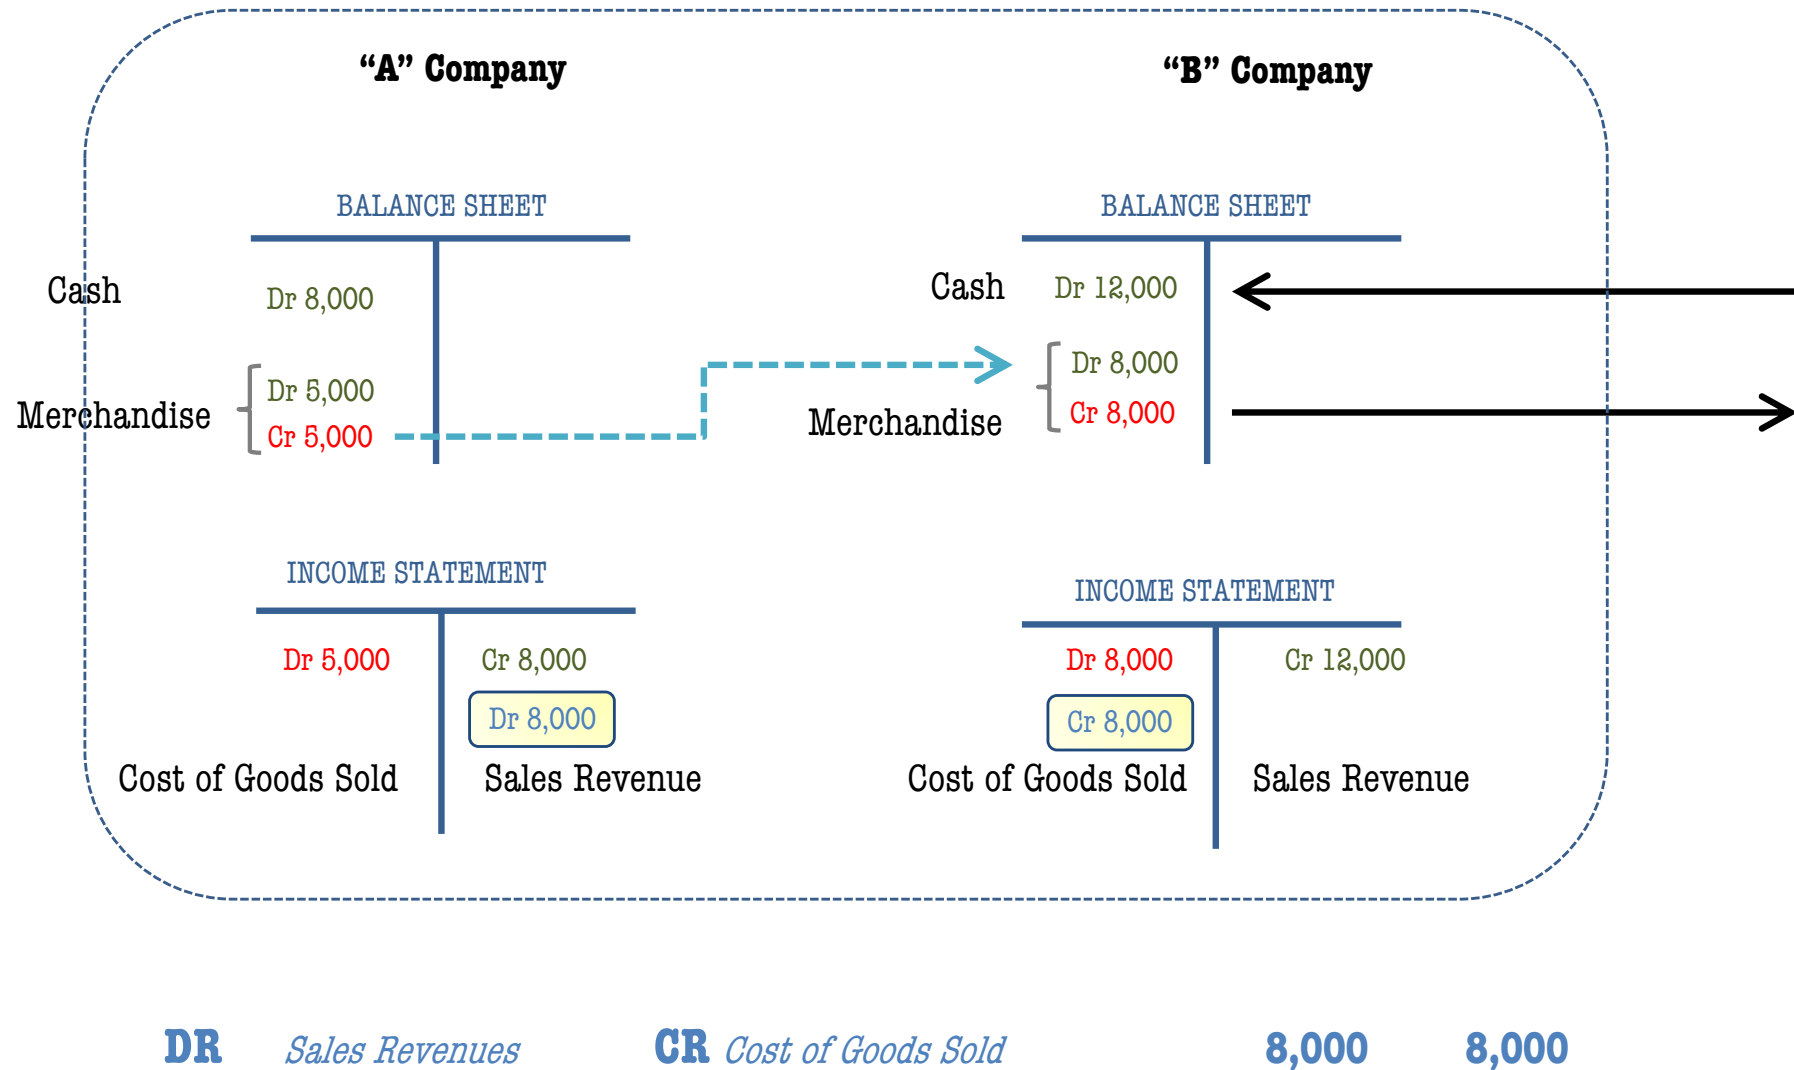 “A” Company
“B” Company
BALANCE SHEET
BALANCE SHEET
Cash
Dr 8,000
Cash
Dr 12,000
Dr 5,000
Merchandise
Cr 5,000
Dr 8,000
Merchandise
Cr 8,000
INCOME STATEMENT
INCOME STATEMENT
Dr 5,000
Cr 8,000
Dr 8,000
Cr 12,000
Dr 8,000
Cr 8,000
Cost of Goods Sold
Sales Revenue
Cost of Goods Sold
Sales Revenue
DR Sales Revenues CR Cost of Goods Sold 8,000 8,000